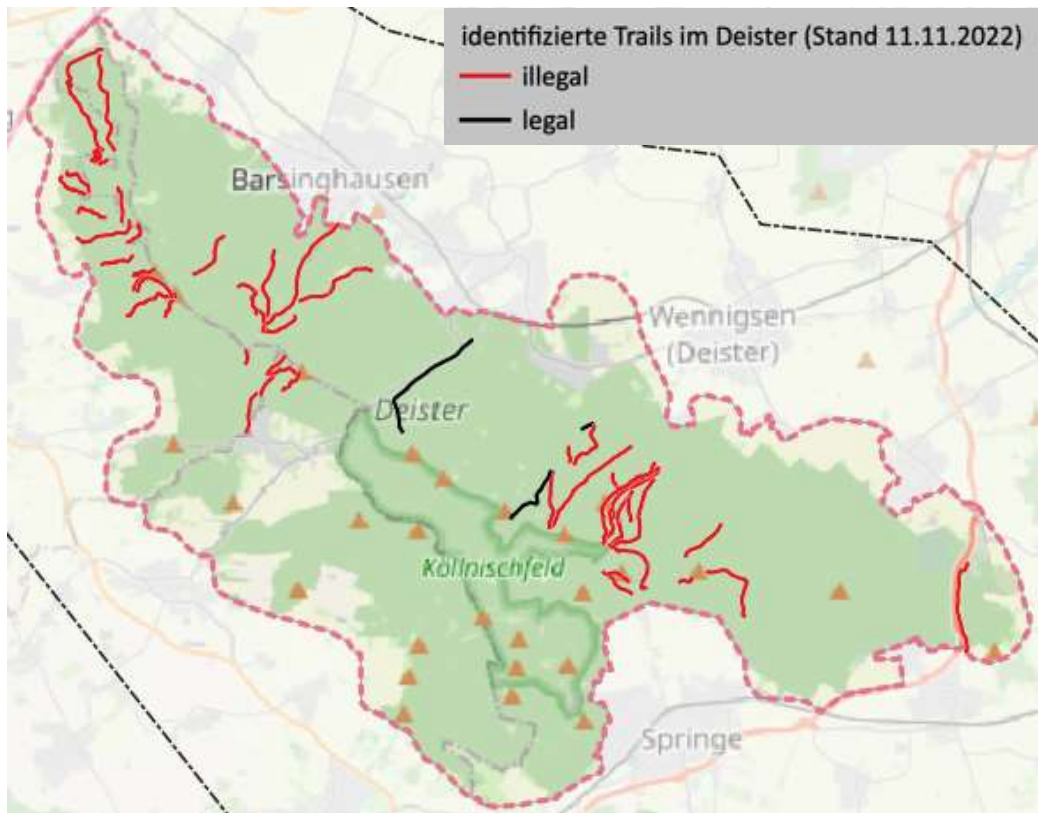 identifizierte Trails im Deister (Stand 11.11.2022)
illegal
legal
Barsinghausen
Wennigsen
(Deister)
Deister
Köllnischfeld
Springe